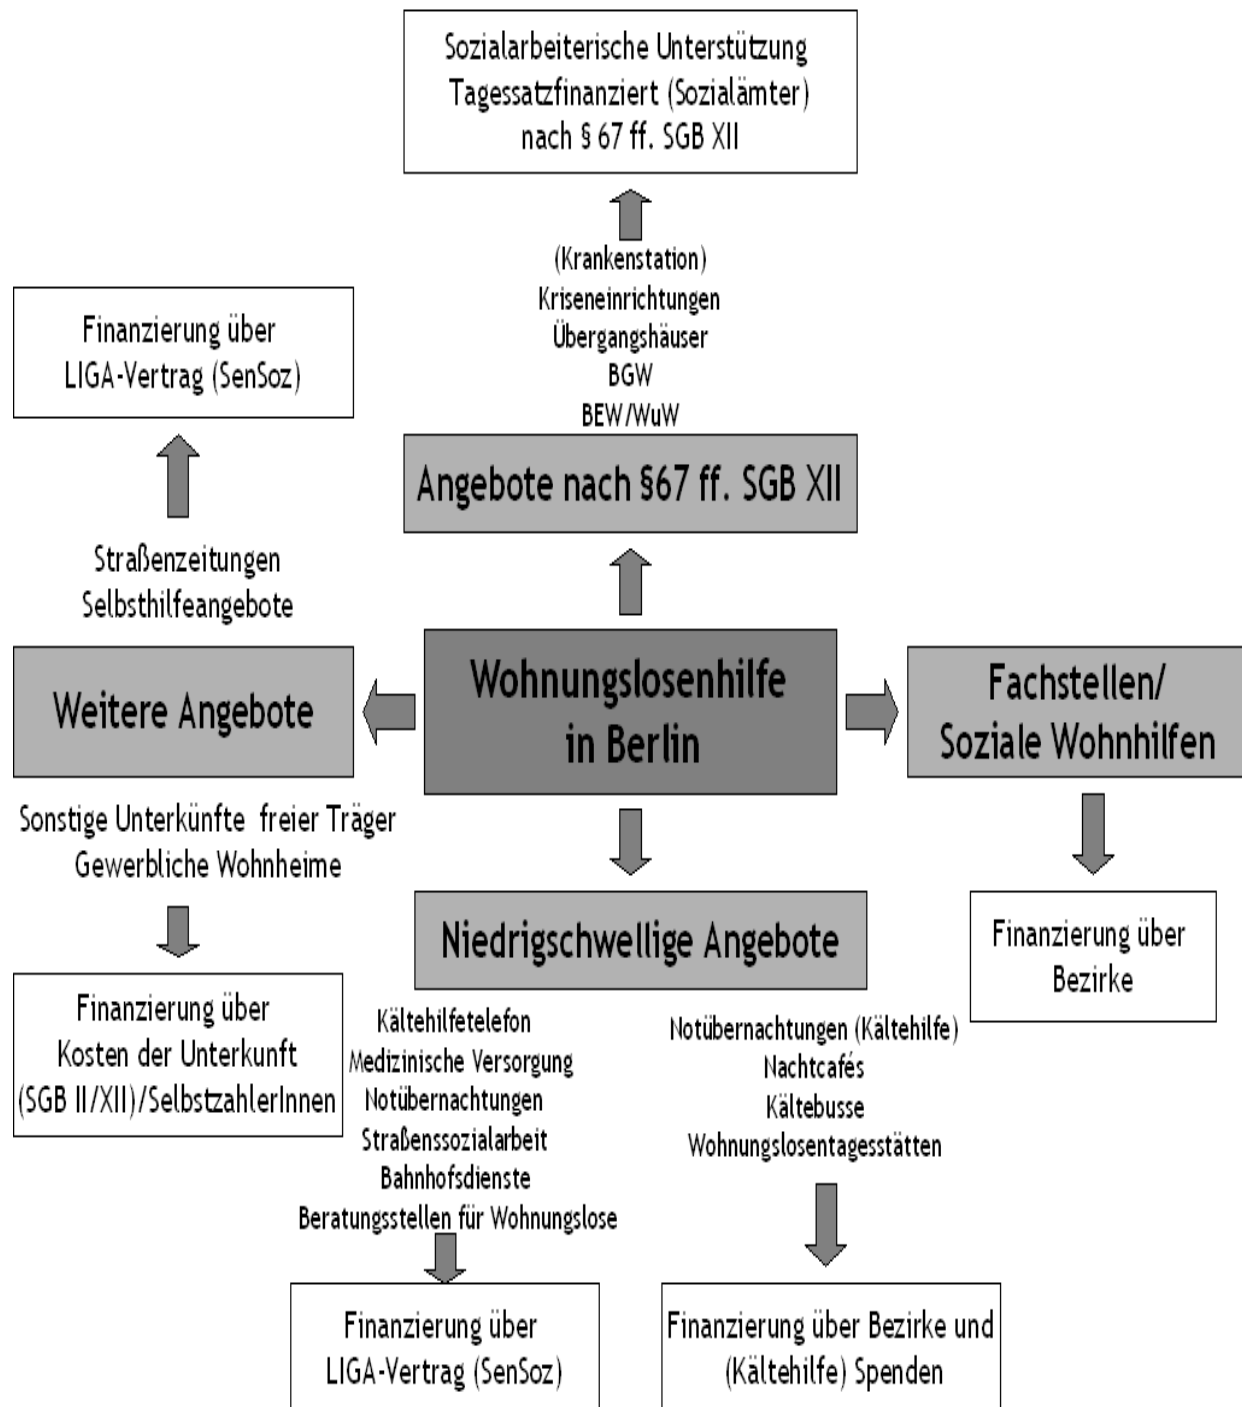 Sozialarbeiterische Unterstützung
Tagessatzfinanziert (Sozialämter)
nach § 67 ff. SGB XII
(Krankenstation)
Kriseneinrichtungen
Übergangshäuser
BGW
BEW/WuW
Angebote nach §67 ff. SGB XII
Finanzierung über
LIGA-Vertrag (SenSoz)
Straßenzeitungen
Selbsthilfeangebote
Weitere Angebote
Wohnungslosenhilfe
in Berlin
Fachstellen/
Soziale Wohnhilfen
Sonstige Unterkünfte freier Träger
Gewerbliche Wohnheime
Finanzierung über
Kosten der Unterkunft
(SGB II/XII)/SelbstzahlerInnen
Niedrigschwellige Angebote
Finanzierung über
Bezirke
Kältehilfetelefon
Medizinische Versorgung
Notübernachtungen
Straßenssozialarbeit
Bahnhofsdienste
Beratungsstellen für Wohnungslose
Notübernachtungen (Kältehilfe)
Nachtcafés
Kältebusse
Wohnungslosentagesstätten
Finanzierung über
LIGA-Vertrag (SenSoz)
Finanzierung über Bezirke und
(Kältehilfe) Spenden